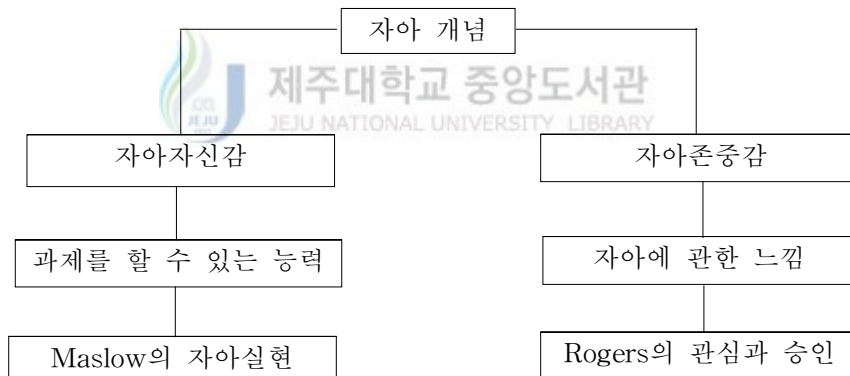 자아 개념
제주대학교 중앙도서관
JEJU NATIONAL UNIVERSITY LIBRARY
JEJU
자아자신감
자아존중감
과제를 할 수 있는 능력
자아에 관한 느낌
Maslow의 자아실현
Rogers의 관심과 승인